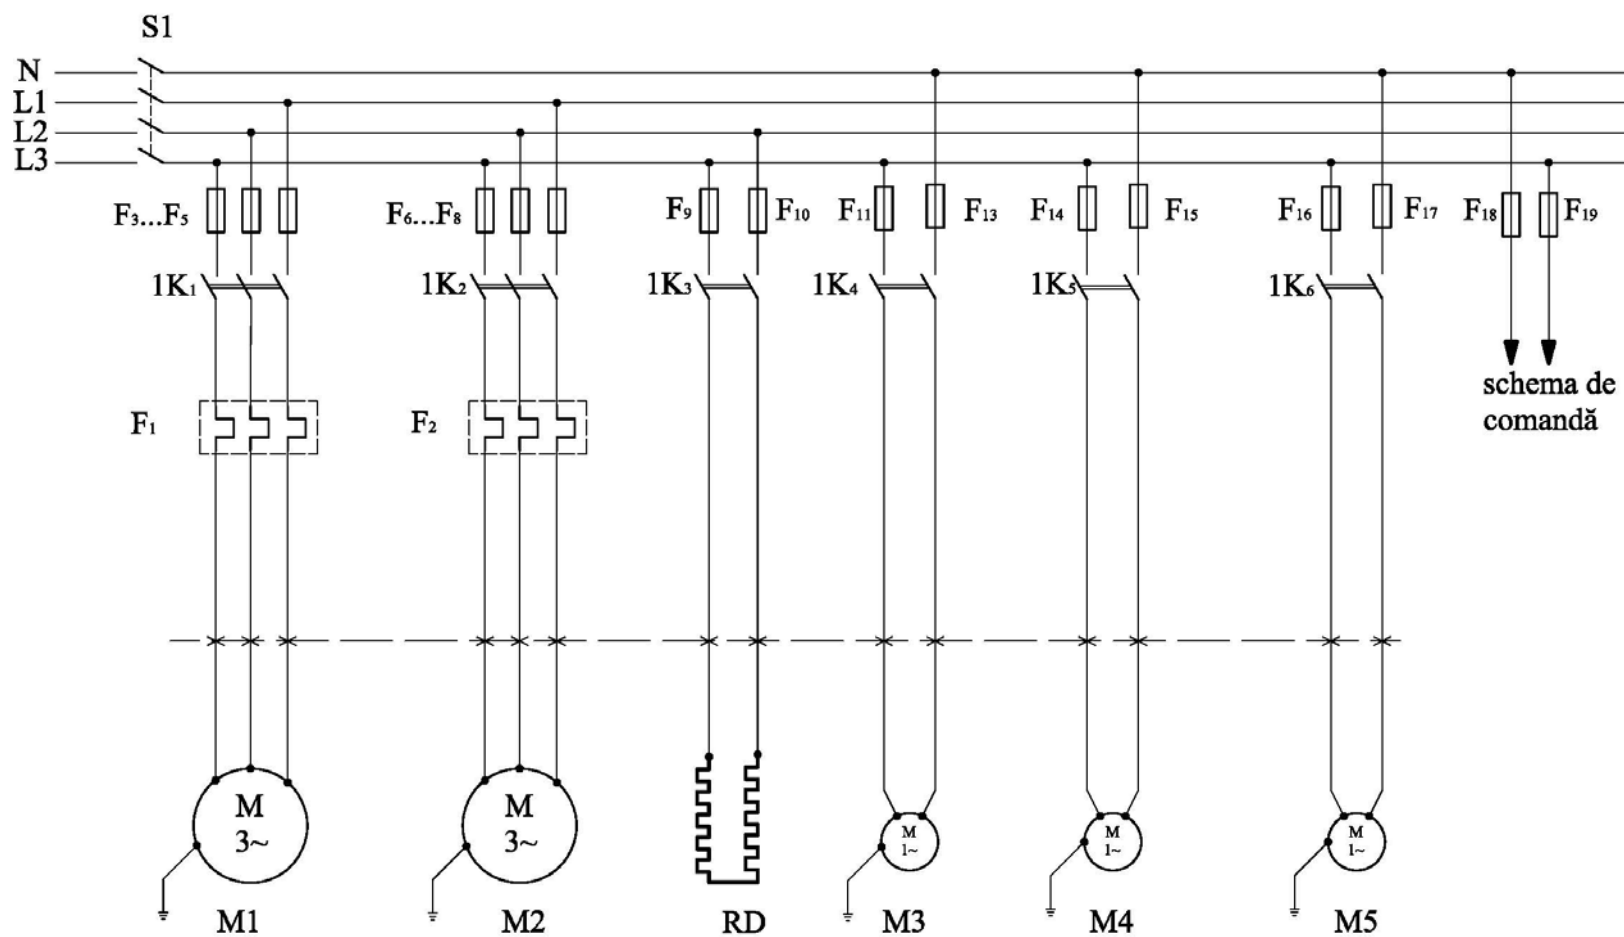 S1
N
L1
L2
L3
F3...F5
F6...F8
F9
F10
F11
F13
F14
F15
F16
F17
F18
F19
1K1
1K2
1K3
1K4
1K5
1K6
schema de
comandă
F1
F2
M
3~
M
3~
M
1~
M
1~
M
1~
M1
M2
RD
M3
M4
M5